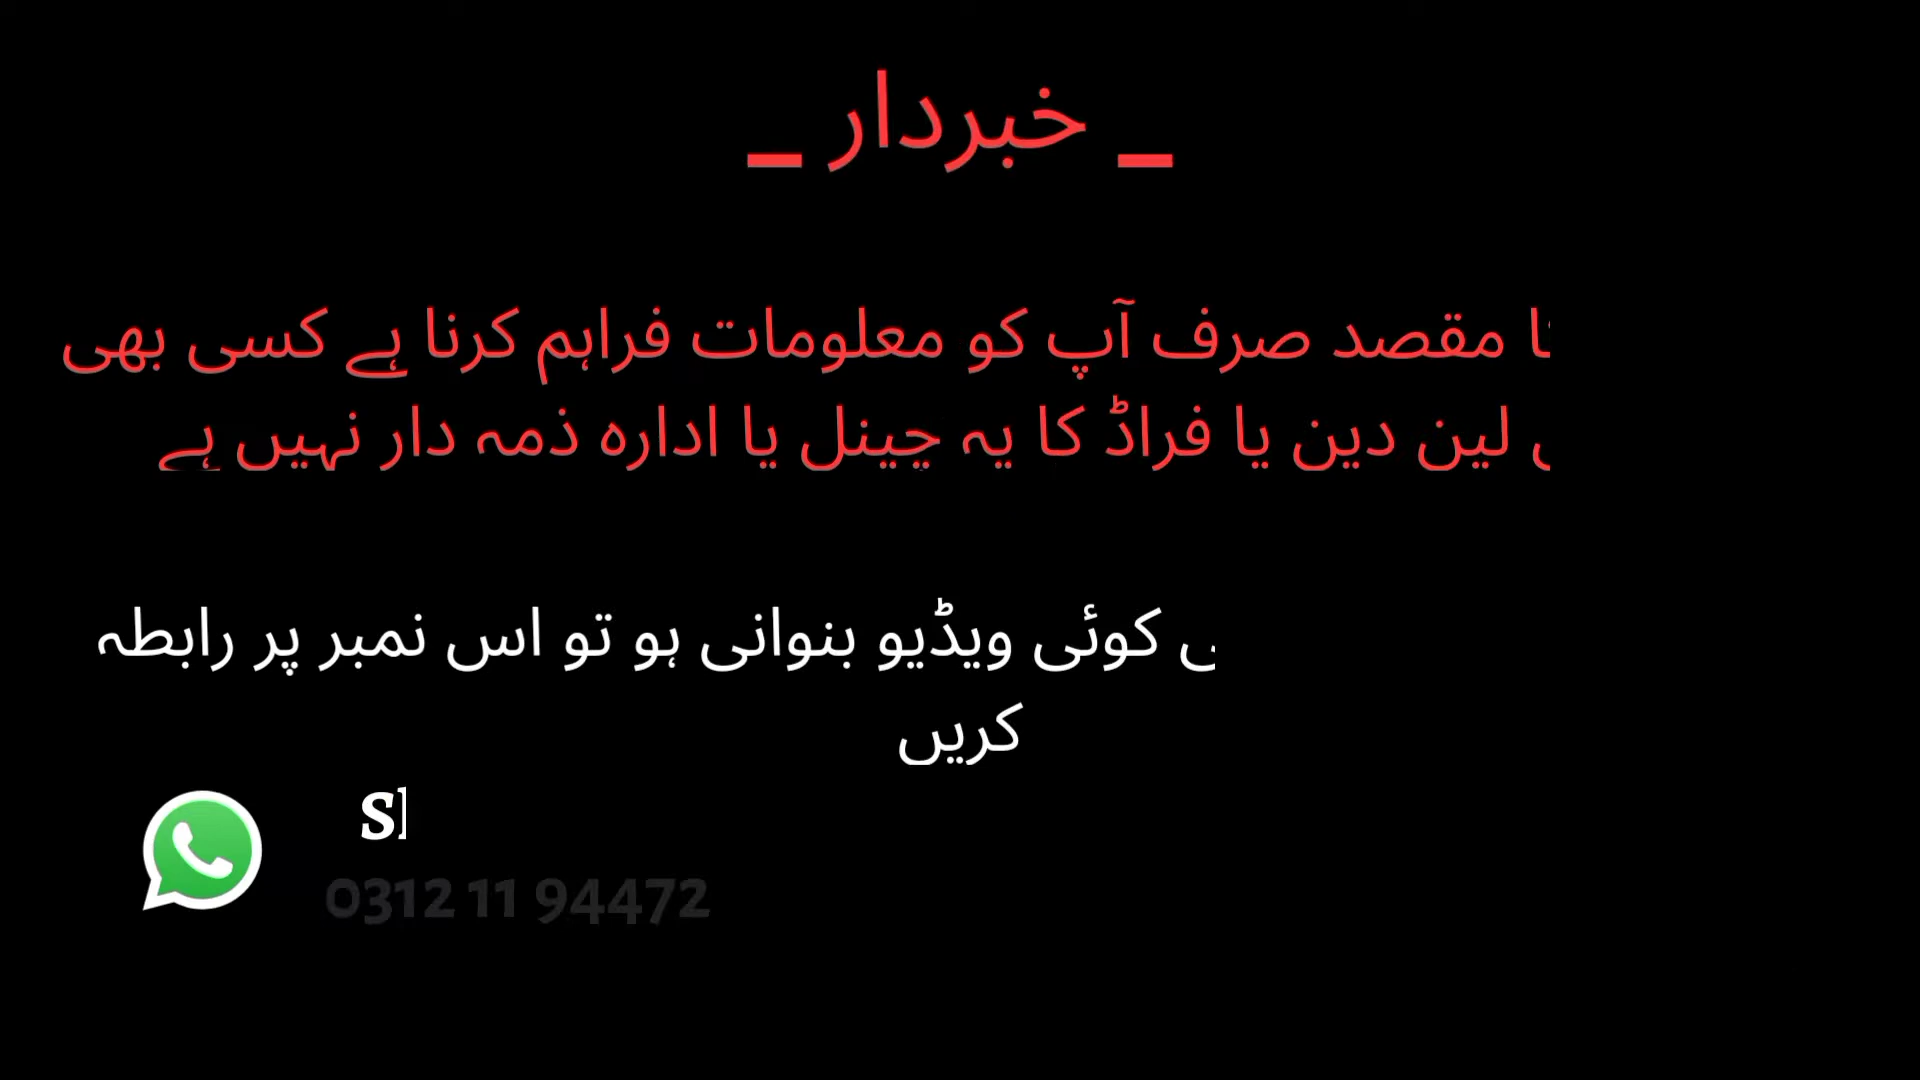 _ خبردار _
مقصد صرف آپ کو معلومات فراہم کرنا ہے کسی بھی
لین دین یا فراڈ کا یہ چینل یا ادارہ ذمہ دار نہیں ہے
کوئی ویڈیو بنوانی ہو تو اس نمبر پر رابطہ
کریں
0312 11 94472